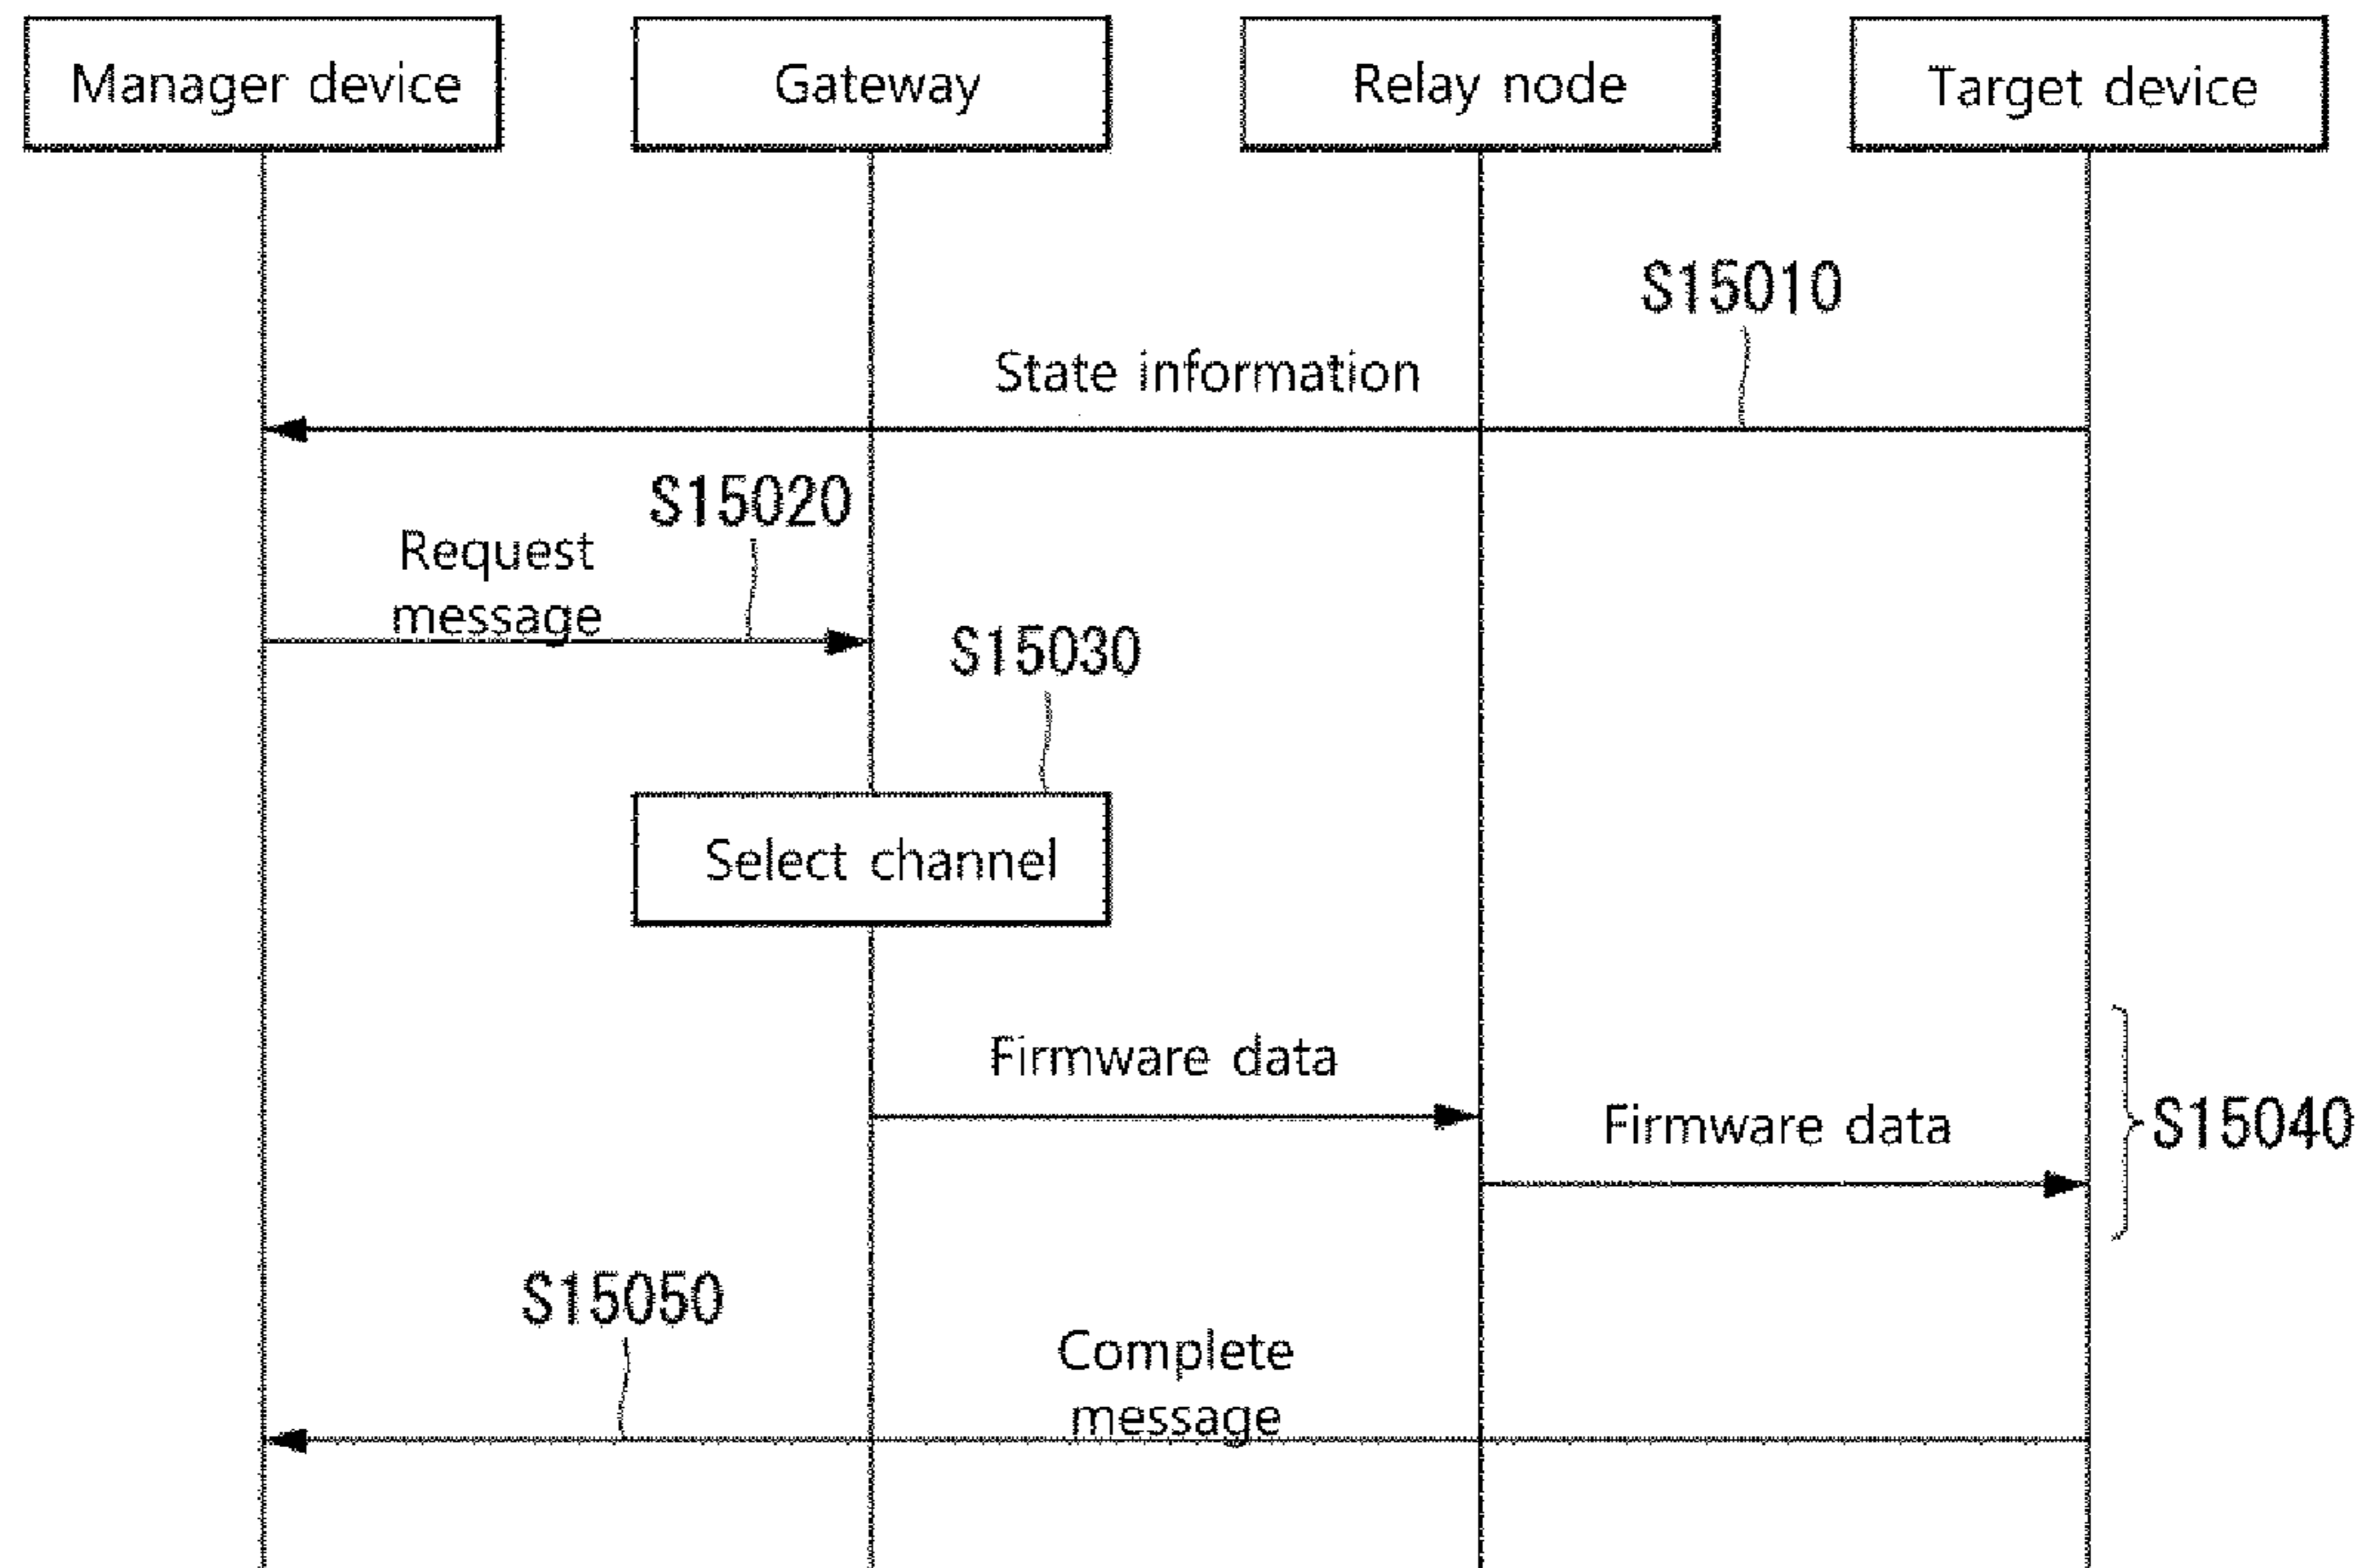 Manager device
Gateway
Relay node
Target device
S15010
State information
S15020
Request
message
S15030
Select channel
Firmware data
Firmware data
S15040
S15050
Complete
message